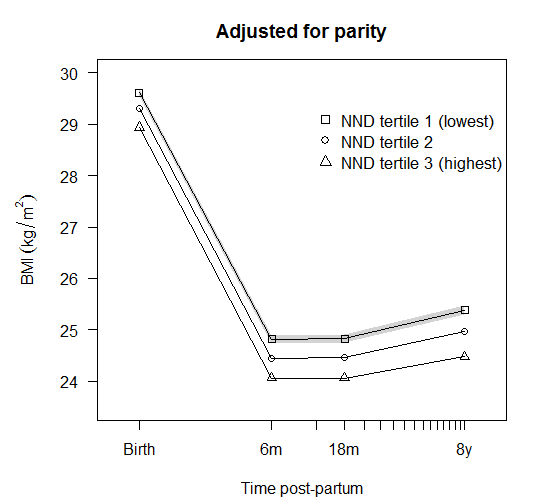 Adjusted for parity
30
29
28
27
26
25
24
BMI (kg/m²)
NND tertile 1 (lowest)
NND tertile 2
NND tertile 3 (highest)
Birth 6m 18m 8y
Time post-partum